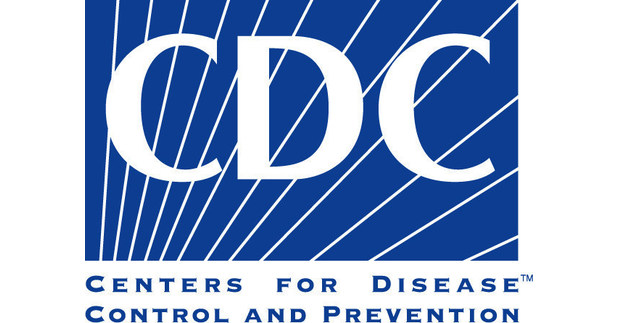 CDC
CENTERS FOR DISEASE™
CONTROL AND PREVENTION